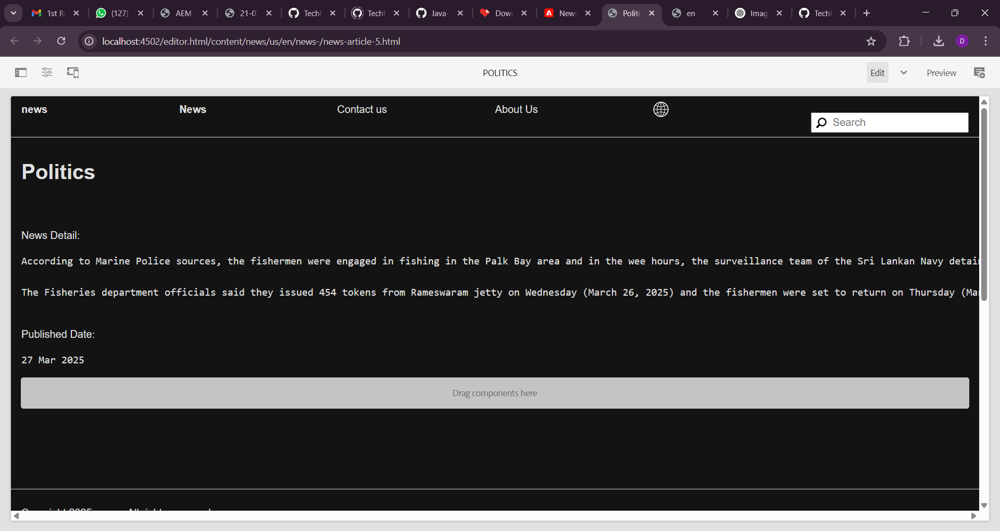 1st R
(127)
AEM-
21-0
Tech
Tech
Java-
Dow
News
Politi
en
Imag
Tech
localhost:4502/editor.html/content/news/us/en/news-/news-article-5.html
D
POLITICS
Edit
Preview
news
News
Contact us
About Us
Search
Politics
News Detail:
According to Marine Police sources, the fishermen were engaged in fishing in the Palk Bay area and in the wee hours, the surveillance team of the Sri Lankan Navy detai
The Fisheries department officials said they issued 454 tokens from Rameswaram jetty on Wednesday (March 26, 2025) and the fishermen were set to return on Thursday (Ma
Published Date:
27 Mar 2025
Drag components here